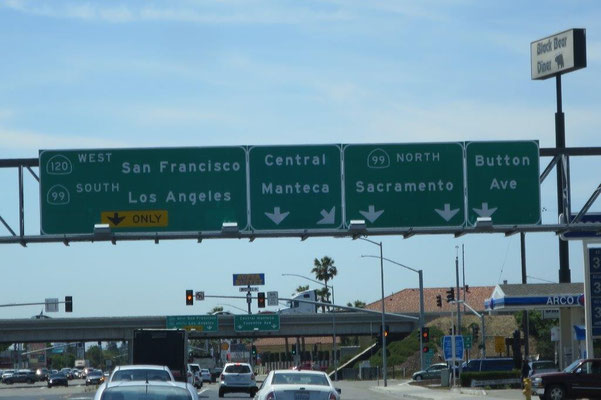 Black Bear
Diner
120 WEST San Francisco
99 SOUTH Los Angeles
ONLY
Central
Manteca
99 NORTH
Sacramento
Button
Ave
ARCO